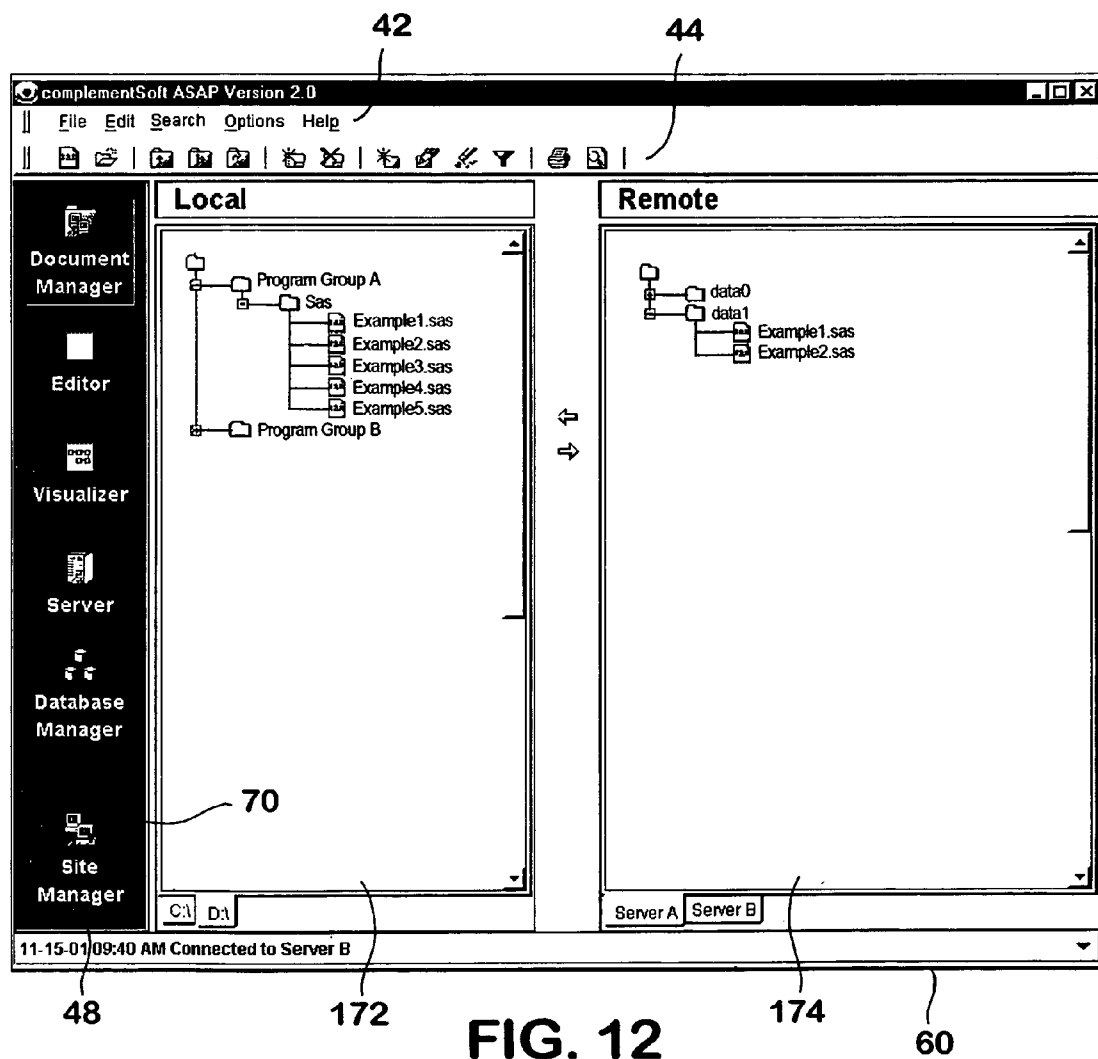 42
44
complementSoft ASAP Version 2.0
File Edit Search Options Help
Local
Remote
Document
Manager
Editor
Visualizer
Server
Database
Manager
Site
Manager
Program Group A
Sas
Example1.sas
Example2.sas
Example3.sas
Example4.sas
Example5.sas
Program Group B
data0
data1
Example1.sas
Example2.sas
70
C:\ D:\
Server A Server B
11-15-01 09:40 AM Connected to Server B
48
172
174
60
FIG. 12